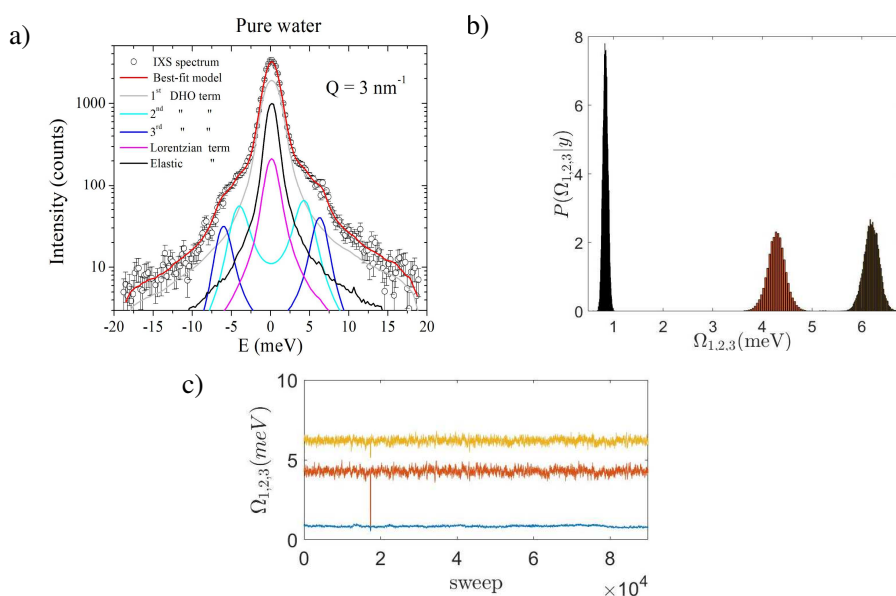 a)
Pure water
IXS spectrum
Best-fit model
1st DHO term
2nd " "
3rd " "
Lorentzian term
Elastic "
Q = 3 nm-1
1000
100
10
Intensity (counts)
-20 -15 -10 -5 0 5 10 15 20
E (meV)
b)
8
6
4
2
0
P(Ω1,2,3|y)
1 2 3 4 5 6
Ω1,2,3(meV)
c)
10
5
0
Ω1,2,3(meV)
0 2 4 6 8
sweep
×10^4